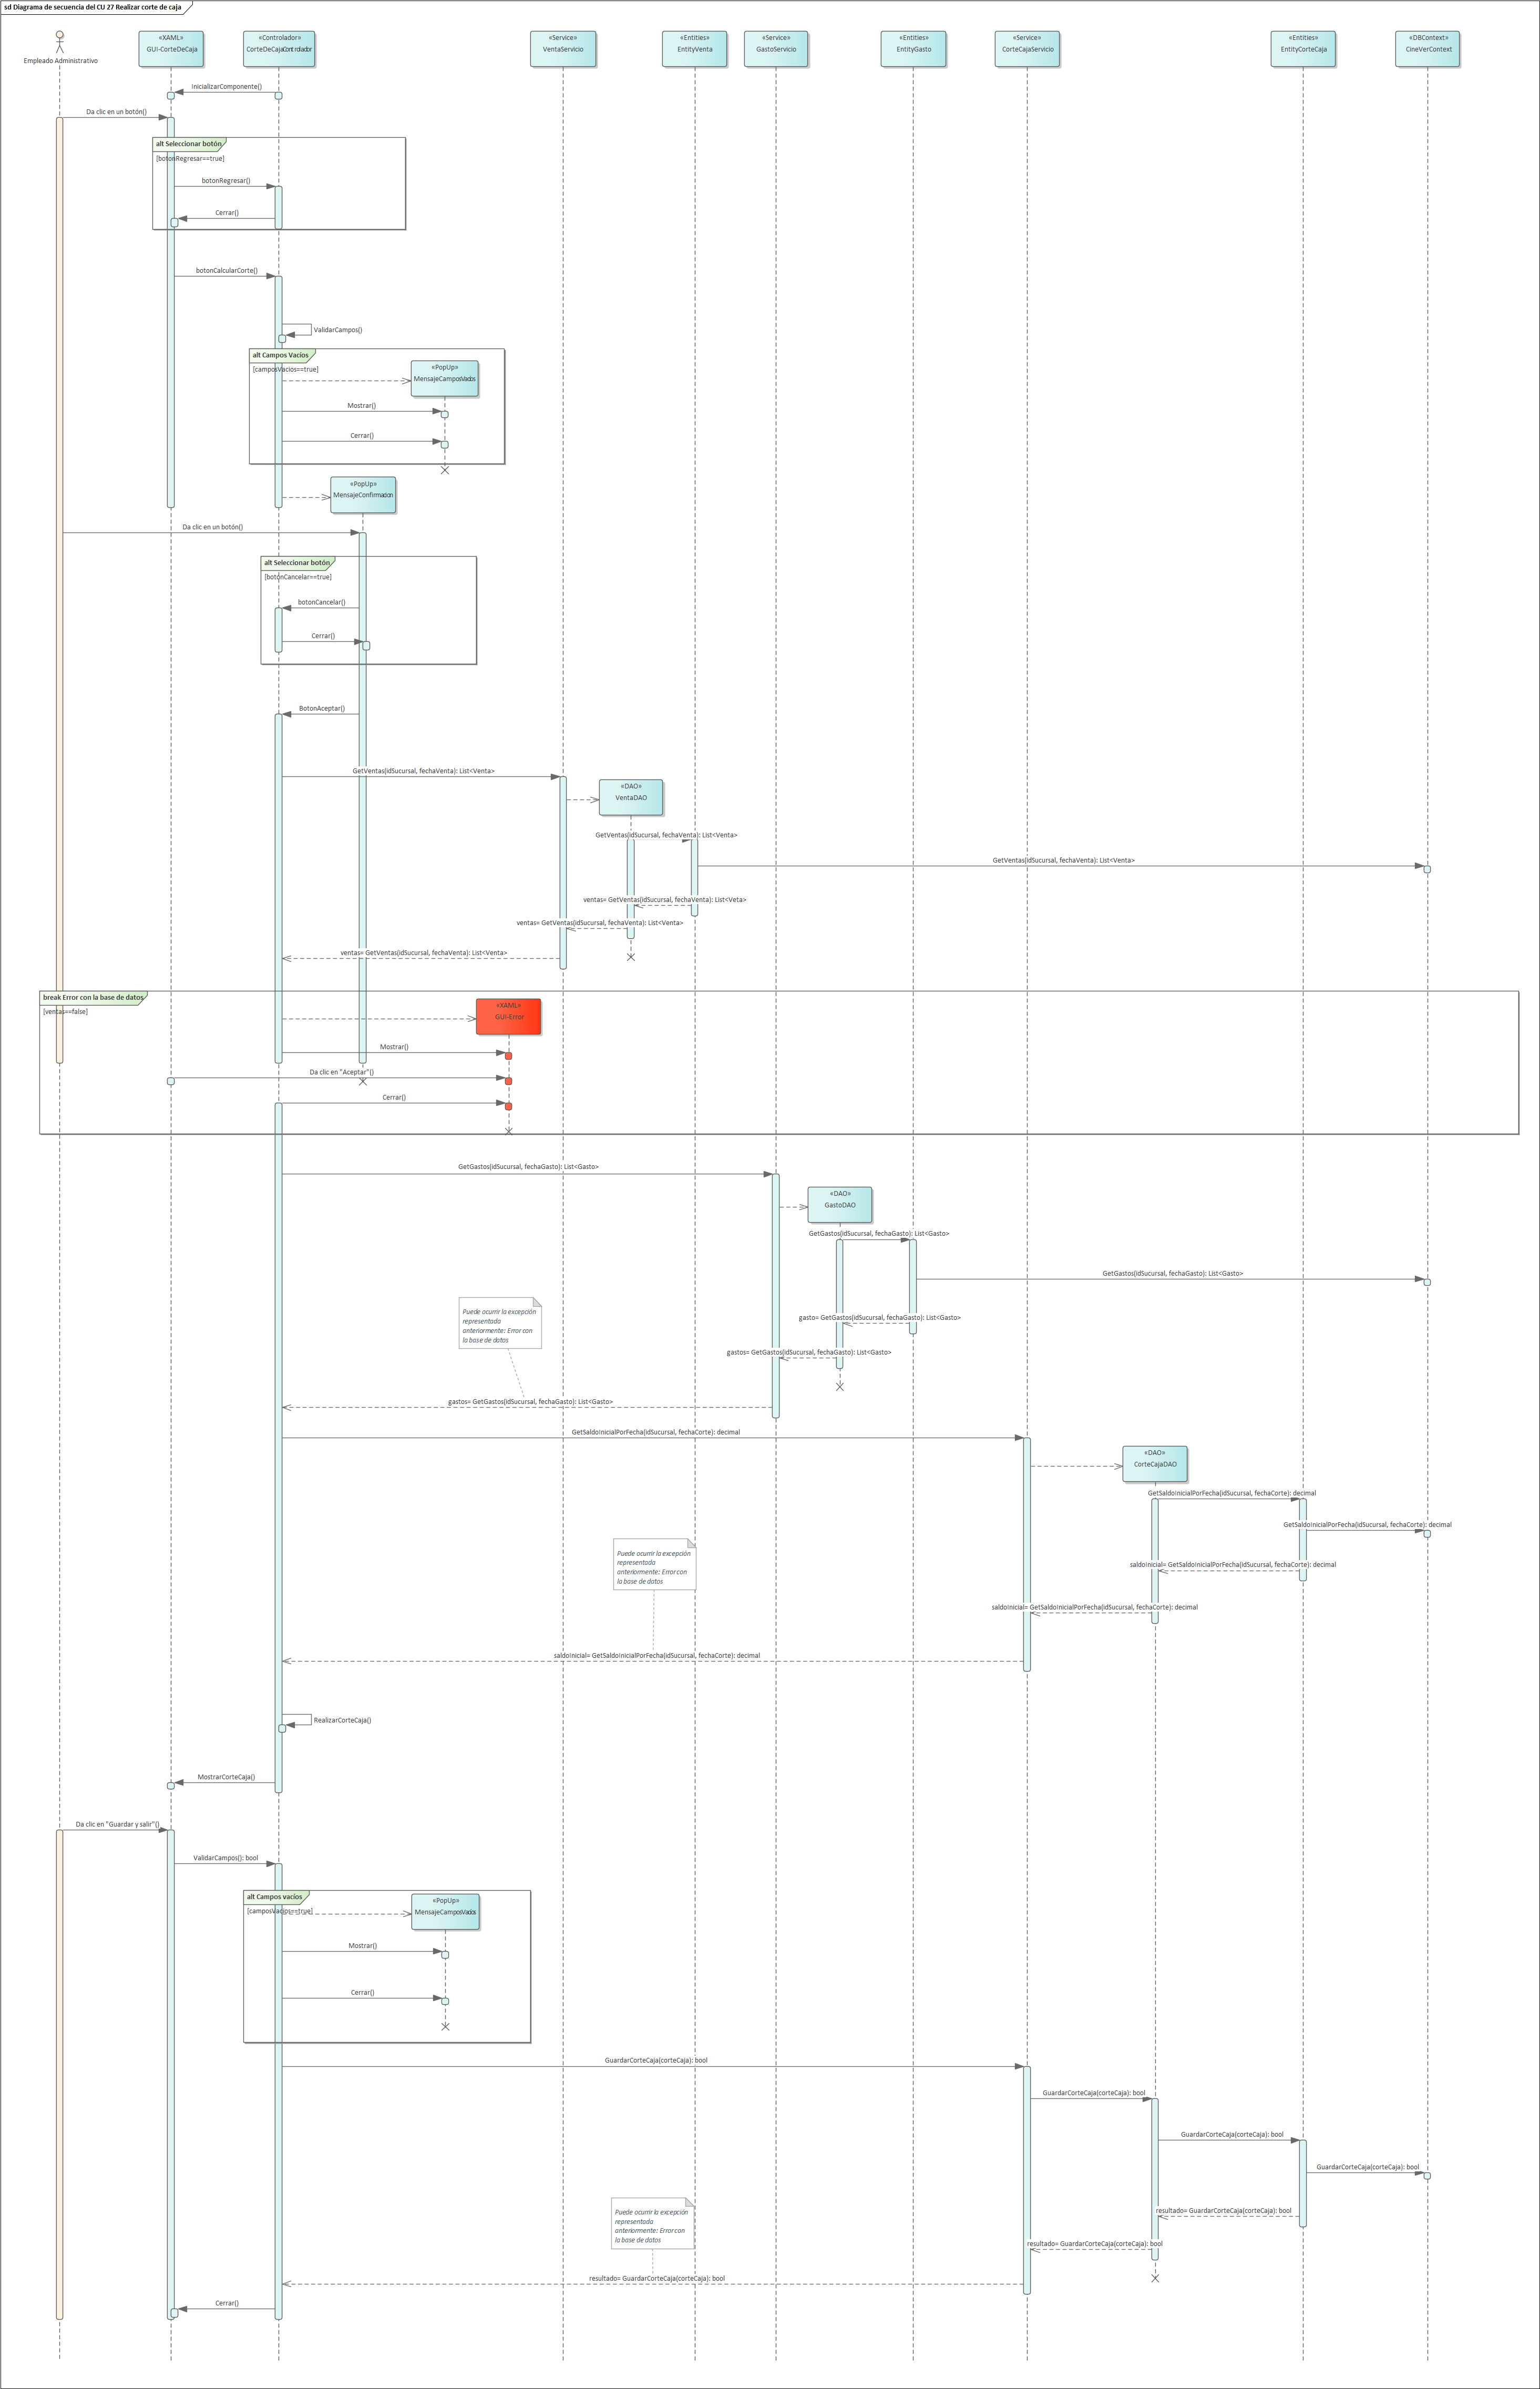 sd Diagrama de secuencia del CU 27 Realizar corte de caja
Empleado Administrativo
«XAML»
GUI-CorteDeCaja
«Controlador»
CorteDeCajaControlador
«Service»
VentaServicio
«Entities»
EntityVenta
«Service»
GastoServicio
«Entities»
EntityGasto
«Service»
CorteCajaServicio
«Entities»
EntityCorteCaja
«DBContext»
CineVerContext
InicializarComponente()
Da clic en un botón()
alt Seleccionar botón
[botonRegresar==true]
botonRegresar()
Cerrar()
botonCalcularCorte()
ValidarCampos()
alt Campos Vacíos
[camposVacios==true]
«PopUp»
MensajeCamposVacíos
Mostrar()
Cerrar()
«PopUp»
MensajeConfirmacion
Da clic en un botón()
alt Seleccionar botón
[botonCancelar==true]
botonCancelar()
Cerrar()
BotonAceptar()
GetVentas(idSucursal, fechaVenta): List<Venta>
«DAO»
VentaDAO
GetVentas(idSucursal, fechaVenta): List<Venta>
GetVentas(idSucursal, fechaVenta): List<Venta>
ventas= GetVentas(idSucursal, fechaVenta): List<Veta>
ventas= GetVentas(idSucursal, fechaVenta): List<Venta>
ventas= GetVentas(idSucursal, fechaVenta): List<Venta>
break Error con la base de datos
[ventas==false]
«XAML»
GUI-Error
Mostrar()
Da clic en "Aceptar"()
Cerrar()
GetGastos(idSucursal, fechaGasto): List<Gasto>
«DAO»
GastoDAO
GetGastos(idSucursal, fechaGasto): List<Gasto>
GetGastos(idSucursal, fechaGasto): List<Gasto>
Puede ocurrir la excepción
representada
anteriormente: Error con
la base de datos
gasto= GetGastos(idSucursal, fechaGasto): List<Gasto>
gastos= GetGastos(idSucursal, fechaGasto): List<Gasto>
gastos= GetGastos(idSucursal, fechaGasto): List<Gasto>
GetSaldoInicialPorFecha(idSucursal, fechaCorte): decimal
«DAO»
CorteCajaDAO
GetSaldoInicialPorFecha(idSucursal, fechaCorte): decimal
GetSaldoInicialPorFecha(idSucursal, fechaCorte): decimal
Puede ocurrir la excepción
representada
anteriormente: Error con
la base de datos
saldoInicial= GetSaldoInicialPorFecha(idSucursal, fechaCorte): decimal
saldoInicial= GetSaldoInicialPorFecha(idSucursal, fechaCorte): decimal
saldoInicial= GetSaldoInicialPorFecha(idSucursal, fechaCorte): decimal
RealizarCorteCaja()
MostrarCorteCaja()
Da clic en "Guardar y salir"()
ValidarCampos(): bool
alt Campos vacíos
[camposVacios==true]
«PopUp»
MensajeCamposVacíos
Mostrar()
Cerrar()
GuardarCorteCaja(corteCaja): bool
GuardarCorteCaja(corteCaja): bool
GuardarCorteCaja(corteCaja): bool
GuardarCorteCaja(corteCaja): bool
Puede ocurrir la excepción
representada
anteriormente: Error con
la base de datos
resultado= GuardarCorteCaja(corteCaja): bool
resultado= GuardarCorteCaja(corteCaja): bool
resultado= GuardarCorteCaja(corteCaja): bool
Cerrar()